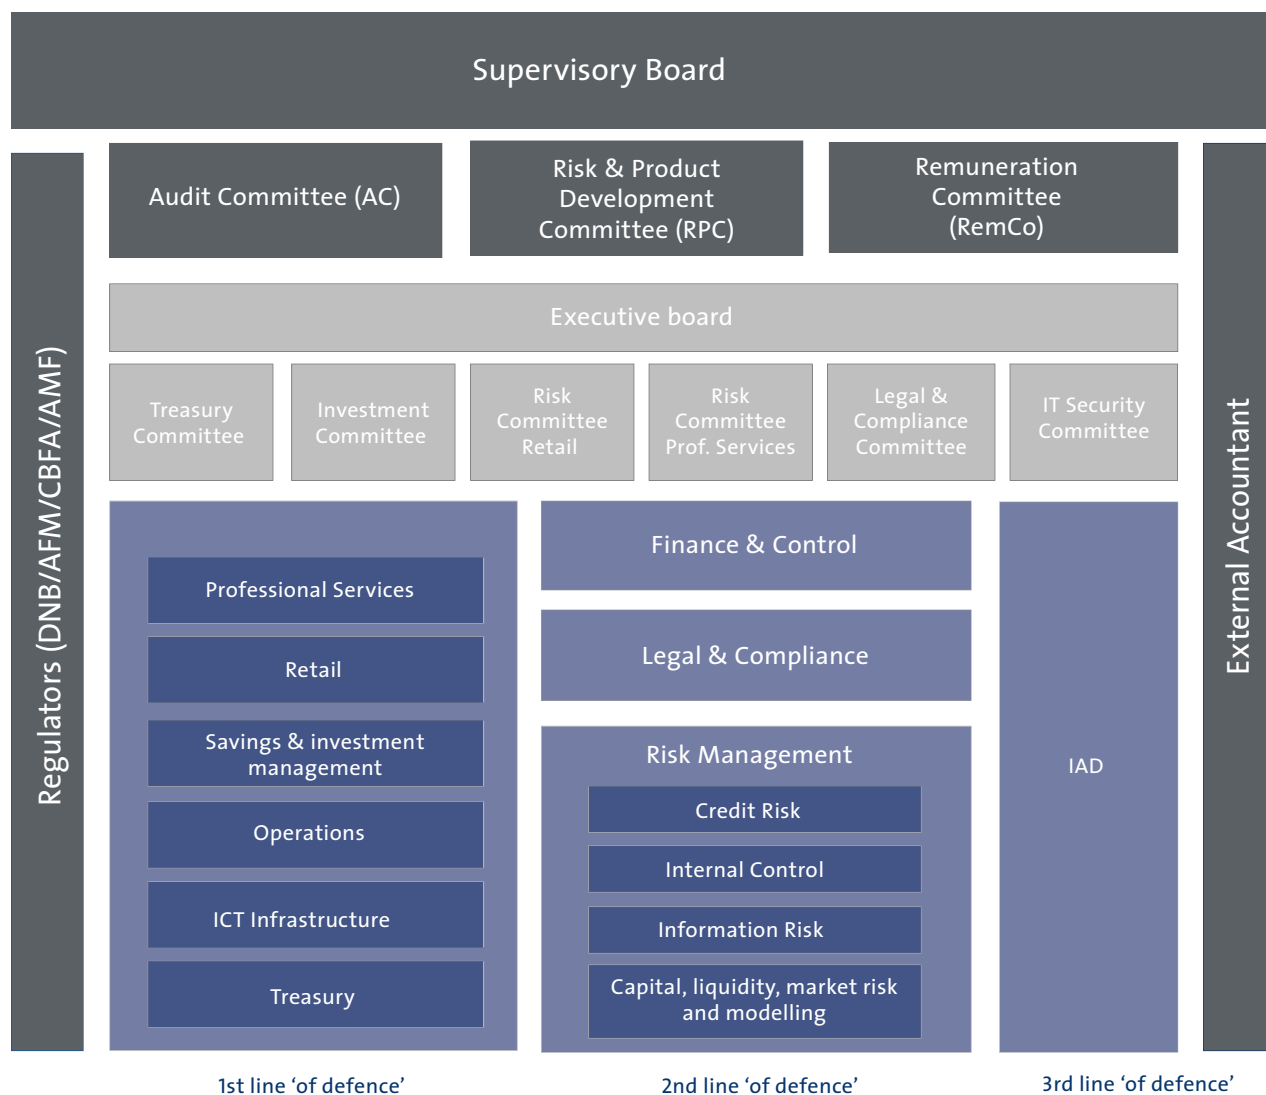 Supervisory Board
Audit Committee (AC)
Risk & Product
Development
Committee (RPC)
Remuneration
Committee
(RemCo)
Regulators (DNB/AFM/CBFA/AMF)
External Accountant
Executive board
Treasury
Committee
Investment
Committee
Risk
Committee
Retail
Risk
Committee
Prof. Services
Legal &
Compliance
Committee
IT Security
Committee
Professional Services
Retail
Savings & investment
management
Operations
ICT Infrastructure
Treasury
Finance & Control
Legal & Compliance
Risk Management
Credit Risk
Internal Control
Information Risk
Capital, liquidity, market risk
and modelling
IAD
1st line ‘of defence’
2nd line ‘of defence’
3rd line ‘of defence’